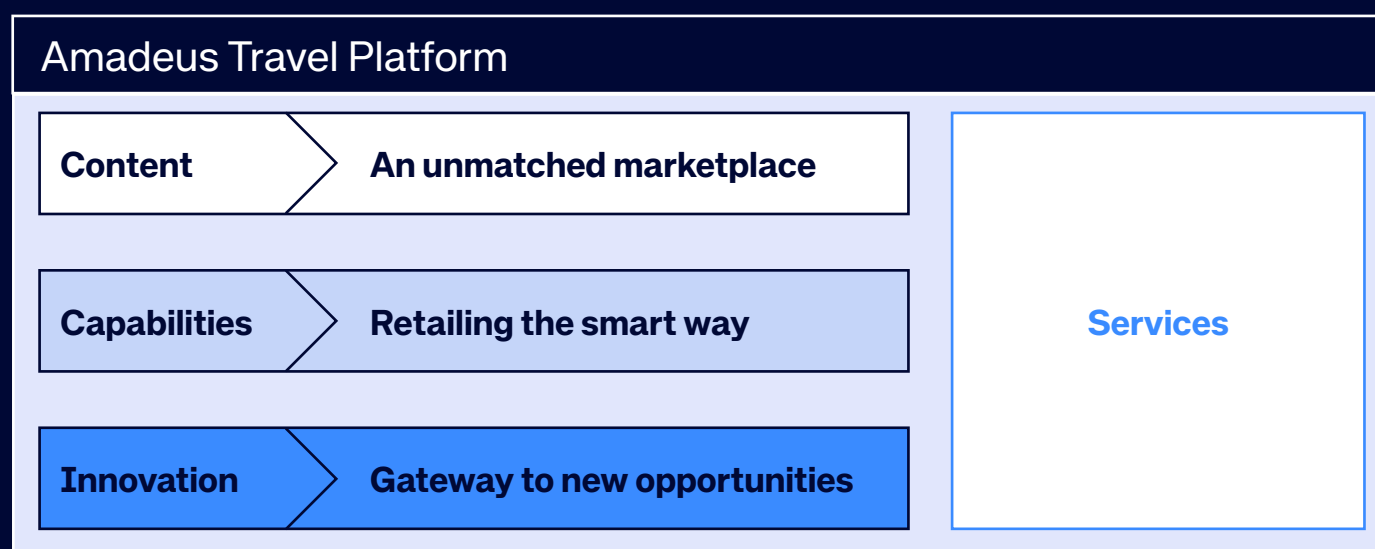 Amadeus Travel Platform
Content
An unmatched marketplace
Capabilities
Retailing the smart way
Innovation
Gateway to new opportunities
Services